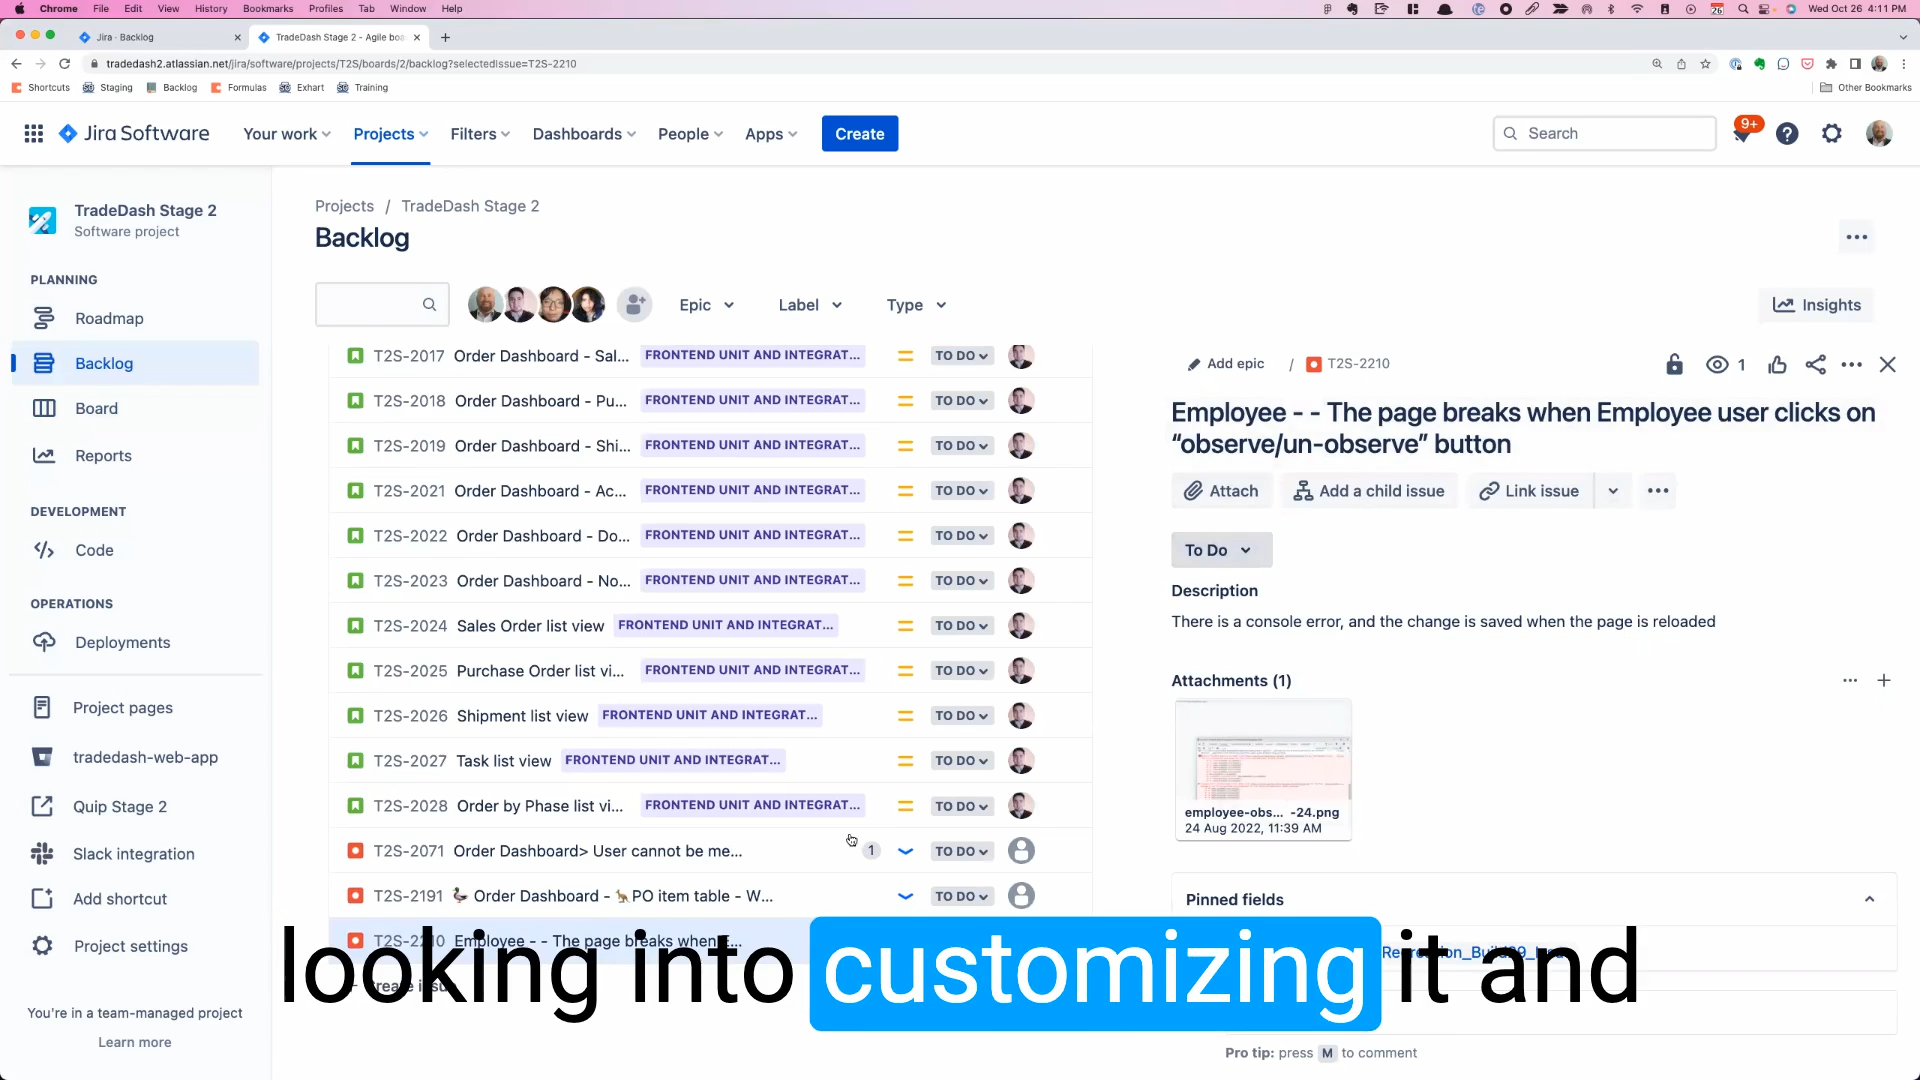 Chrome File Edit View History Bookmarks Profiles Tab Window Help
26 Wed Oct 26 4:11 PM
Jira - Backlog
TradeDash Stage 2 - Agile boa
tradedash2.atlassian.net/jira/software/projects/T2S/boards/2/backlog?selectedIssue=T2S-2210
Shortcuts Staging Backlog Formulas Exhart Training
Other Bookmarks
Jira Software
Your work Projects Filters Dashboards People Apps Create
Search
9+
TradeDash Stage 2
Software project
PLANNING
Roadmap
Backlog
Board
Reports
DEVELOPMENT
Code
OPERATIONS
Deployments
Project pages
tradedash-web-app
Quip Stage 2
Slack integration
Add shortcut
Project settings
You're in a team-managed project
Learn more
Projects / TradeDash Stage 2
Backlog
Epic Label Type
Insights
T2S-2017 Order Dashboard - Sal... FRONTEND UNIT AND INTEGRAT... TO DO
T2S-2018 Order Dashboard - Pu... FRONTEND UNIT AND INTEGRAT... TO DO
T2S-2019 Order Dashboard - Shi... FRONTEND UNIT AND INTEGRAT... TO DO
T2S-2021 Order Dashboard - Ac... FRONTEND UNIT AND INTEGRAT... TO DO
T2S-2022 Order Dashboard - Do... FRONTEND UNIT AND INTEGRAT... TO DO
T2S-2023 Order Dashboard - No... FRONTEND UNIT AND INTEGRAT... TO DO
T2S-2024 Sales Order list view FRONTEND UNIT AND INTEGRAT... TO DO
T2S-2025 Purchase Order list vi... FRONTEND UNIT AND INTEGRAT... TO DO
T2S-2026 Shipment list view FRONTEND UNIT AND INTEGRAT... TO DO
T2S-2027 Task list view FRONTEND UNIT AND INTEGRAT... TO DO
T2S-2028 Order by Phase list vi... FRONTEND UNIT AND INTEGRAT... TO DO
T2S-2071 Order Dashboard> User cannot be me... 1 TO DO
T2S-2191 🦆 Order Dashboard - 🦘PO item table - W... TO DO
T2S-2210 Employee - - The page breaks when E...
Create issue
Add epic / T2S-2210
1
Employee - - The page breaks when Employee user clicks on
“observe/un-observe” button
Attach Add a child issue Link issue
To Do
Description
There is a console error, and the change is saved when the page is reloaded
Attachments (1)
employee-obs... -24.png
24 Aug 2022, 11:39 AM
Pinned fields
looking into customizing it and
Pro tip: press M to comment